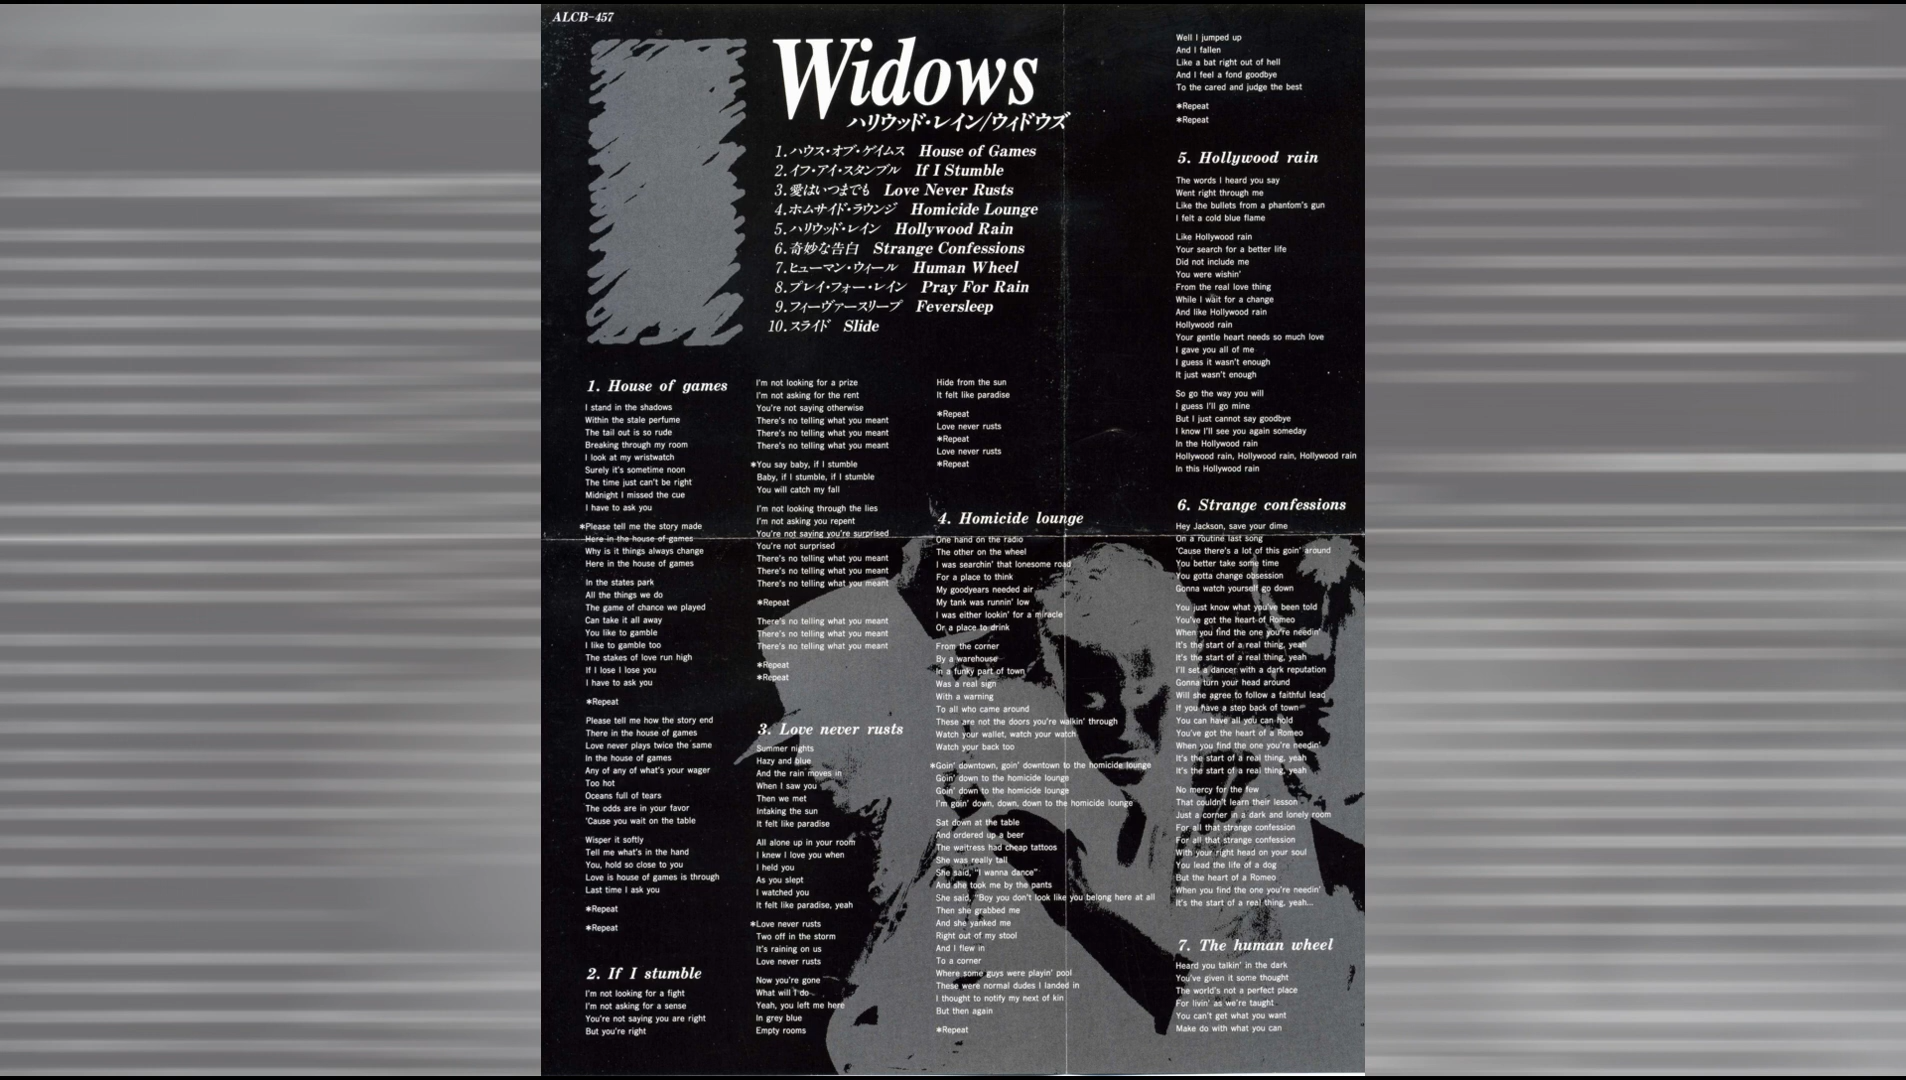 ALCB-457
Widows
ハリウッド・レイン/ウィドウズ
1.ハウス・オブ・ゲイムス House of Games
2.イフ・アイ・スタンブル If I Stumble
3.愛はいつまでも Love Never Rusts
4.ホムサイド・ラウンジ Homicide Lounge
5.ハリウッド・レイン Hollywood Rain
6.奇妙な告白 Strange Confessions
7.ヒューマン・ウィール Human Wheel
8.プレイ・フォー・レイン Pray For Rain
9.フィーヴァースリープ Feversleep
10.スライド Slide
1. House of games
I stand in the shadows
Within the stale perfume
The tail out is so rude
Breaking through my room
I look at my wristwatch
Surely it's sometime noon
The time just can't be right
Midnight I missed the cue
I have to ask you
*Please tell me the story made
Here in the house of games
Why is it things always change
Here in the house of games
In the states park
All the things we do
The game of chance we played
Can take it all away
You like to gamble
I like to gamble too
The stakes of love run high
If I lose I lose you
I have to ask you
*Repeat
Please tell me how the story end
There in the house of games
Love never plays twice the same
In the house of games
Any of any of what's your wager
Too hot
Oceans full of tears
The odds are in your favor
'Cause you wait on the table
Wisper it softly
Tell me what's in the hand
You, hold so close to you
Love is house of games is through
Last time I ask you
*Repeat
*Repeat
2. If I stumble
I'm not looking for a fight
I'm not asking for a sense
You're not saying you are right
But you're right
I'm not looking for a prize
I'm not asking for the rent
You're not saying otherwise
There's no telling what you meant
There's no telling what you meant
There's no telling what you meant
*You say baby, if I stumble
Baby, if I stumble, if I stumble
You will catch my fall
I'm not looking through the lies
I'm not asking you repent
You're not saying you're surprised
You're not surprised
There's no telling what you meant
There's no telling what you meant
There's no telling what you meant
*Repeat
There's no telling what you meant
There's no telling what you meant
There's no telling what you meant
*Repeat
*Repeat
3. Love never rusts
Summer nights
Hazy and blue
And the rain moves in
When I saw you
Then we met
Intaking the sun
It felt like paradise
All alone up in your room
I knew I love you when
I held you
As you slept
I watched you
It felt like paradise, yeah
*Love never rusts
Two off in the storm
It's raining on us
Love never rusts
Now you're gone
What will I do
Yeah, you left me here
In grey blue
Empty rooms
Hide from the sun
It felt like paradise
*Repeat
Love never rusts
*Repeat
Love never rusts
*Repeat
4. Homicide lounge
One hand on the radio
The other on the wheel
I was searchin' that lonesome road
For a place to think
My goodyears needed air
My tank was runnin' low
I was either lookin' for a miracle
Or a place to drink
From the corner
By a warehouse
In a funky part of town
Was a real sign
With a warning
To all who came around
These are not the doors you're walkin' through
Watch your wallet, watch your watch
Watch your back too
*Goin' downtown, goin' downtown to the homicide lounge
Goin' down to the homicide lounge
Goin' down to the homicide lounge
I'm goin' down, down, down to the homicide lounge
Sat down at the table
And ordered up a beer
The waitress had cheap tattoos
She was really tall
She said, "I wanna dance"
And she took me by the pants
She said, "Boy you don't look like you belong here at all
Then she grabbed me
And she yanked me
Right out of my stool
And I flew in
To a corner
Where some guys were playin' pool
These were normal dudes I landed in
I thought to notify my next of kin
But then again
*Repeat
Well I jumped up
And I fallen
Like a bat right out of hell
And I feel a fond goodbye
To the cared and judge the best
*Repeat
*Repeat
5. Hollywood rain
The words I heard you say
Went right through me
Like the bullets from a phantom's gun
I felt a cold blue flame
Like Hollywood rain
Your search for a better life
Did not include me
You were wishin'
From the real love thing
While I wait for a change
And like Hollywood rain
Hollywood rain
Your gentle heart needs so much love
I gave you all of me
I guess it wasn't enough
It just wasn't enough
So go the way you will
I guess I'll go mine
But I just cannot say goodbye
I know I'll see you again someday
In the Hollywood rain
Hollywood rain, Hollywood rain, Hollywood rain
In this Hollywood rain
6. Strange confessions
Hey Jackson, save your dime
On a routine last song
'Cause there's a lot of this goin' around
You better take some time
You gotta change obsession
Gonna watch yourself go down
You just know what you've been told
You've got the heart of Romeo
When you find the one you're needin'
It's the start of a real thing, yeah
It's the start of a real thing, yeah
I'll set a dancer with a dark reputation
Gonna turn your head around
Will she agree to follow a faithful lead
If you have a step back of town
You can have all you can hold
You've got the heart of a Romeo
When you find the one you're needin'
It's the start of a real thing, yeah
It's the start of a real thing, yeah
No mercy for the few
That couldn't learn their lesson
Just a corner in a dark and lonely room
For all that strange confession
For all that strange confession
With your right head on your soul
You lead the life of a dog
But the heart of a Romeo
When you find the one you're needin'
It's the start of a real thing, yeah...
7. The human wheel
Heard you talkin' in the dark
You've given it some thought
The world's not a perfect place
For livin' as we're taught
You can't get what you want
Make do with what you can